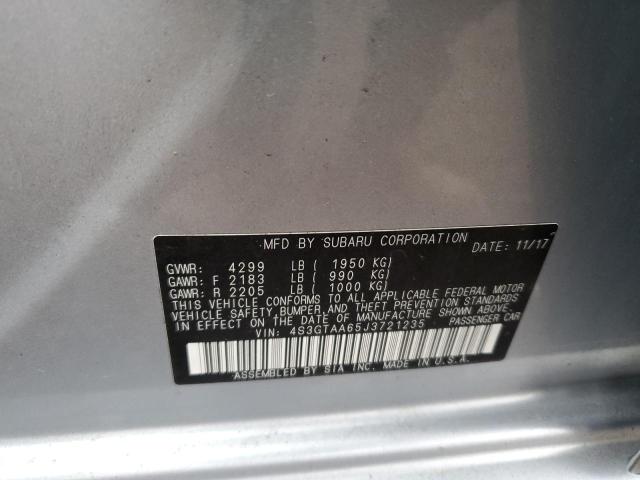 MFD BY SUBARU CORPORATION DATE: 11/17
GVWR: 4299 LB ( 1950 KG)
GAWR: F 2183 LB ( 990 KG)
GAWR: R 2205 LB ( 1000 KG)
THIS VEHICLE CONFORMS TO ALL APPLICABLE FEDERAL MOTOR
VEHICLE SAFETY, BUMPER, AND THEFT PREVENTION STANDARDS
IN EFFECT ON THE DATE OF MANUFACTURE SHOWN ABOVE.
VIN: 4S3GTAA65J3721235 PASSENGER CAR
ASSEMBLED BY SIA INC. MADE IN U.S.A.